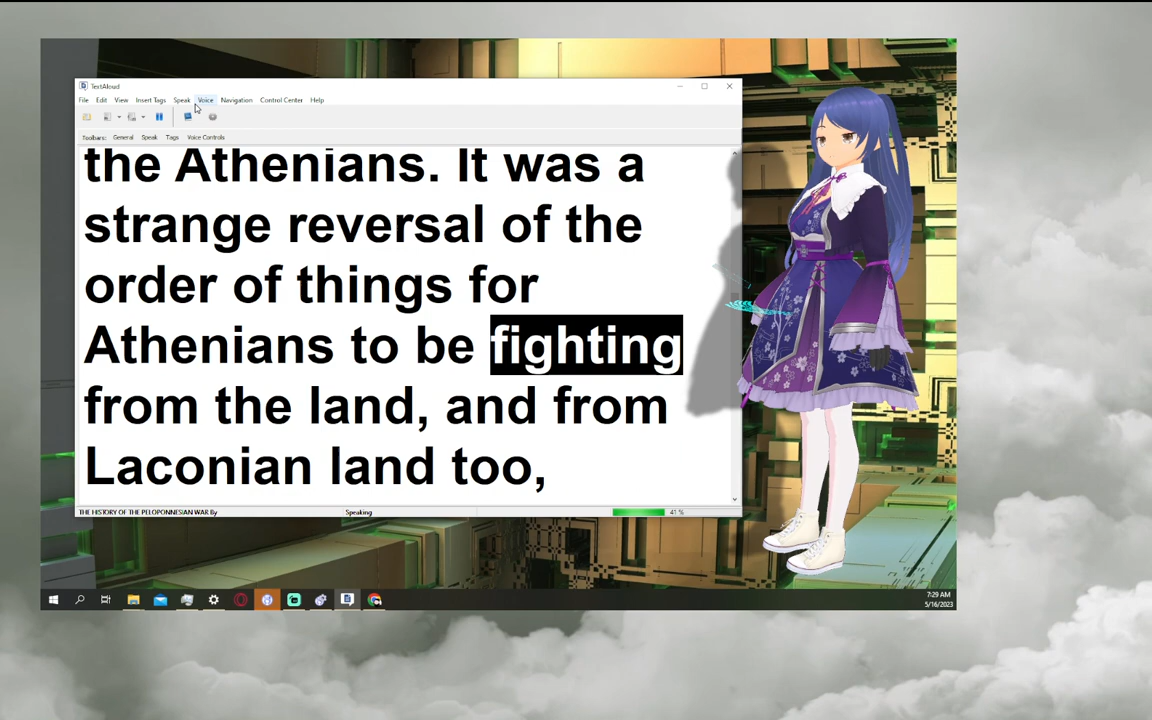 TextAloud
File Edit View Insert Tags Speak Voice Navigation Control Center Help
Toolbars: General Speak Tags Voice Controls
the Athenians. It was a
strange reversal of the
order of things for
Athenians to be fighting
from the land, and from
Laconian land too,
THE HISTORY OF THE PELOPONNESIAN WAR By Speaking 41 %
7:29 AM
5/16/2023